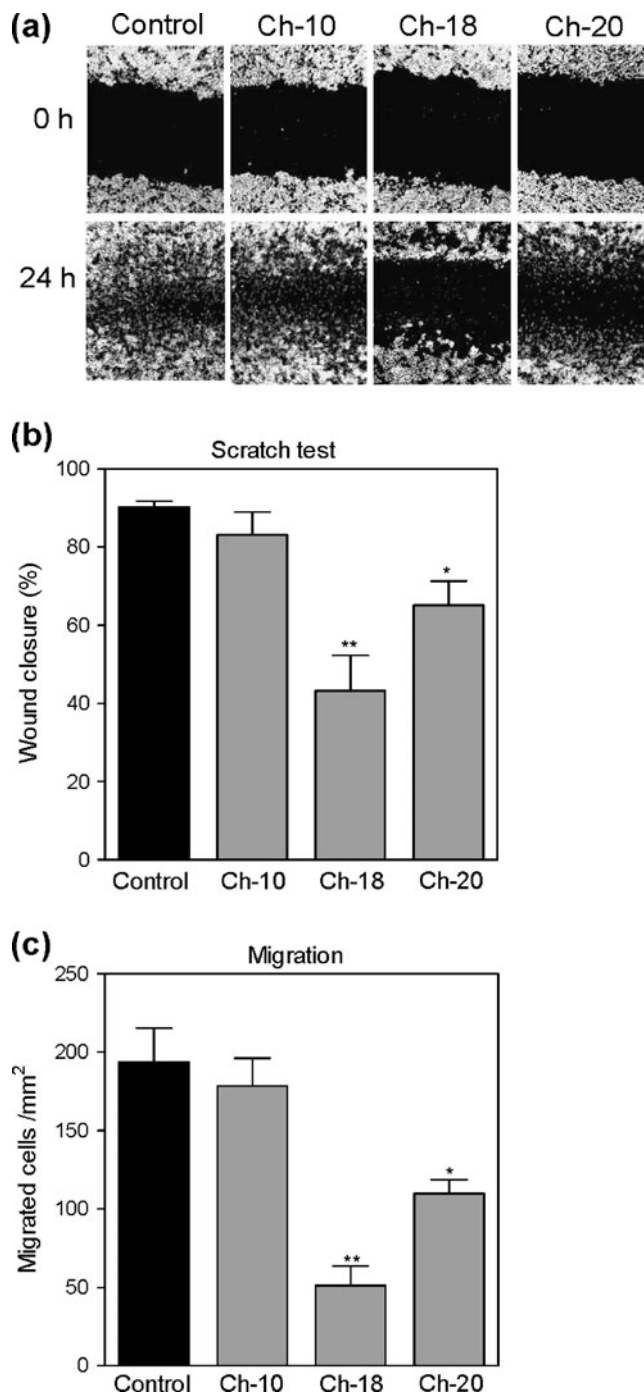 (a) Control Ch-10 Ch-18 Ch-20
0 h
24 h
(b)
Scratch test
100
80
60
40
20
0
Wound closure (%)
**
*
Control Ch-10 Ch-18 Ch-20
(c)
Migration
250
200
150
100
50
0
Migrated cells /mm²
**
*
Control Ch-10 Ch-18 Ch-20